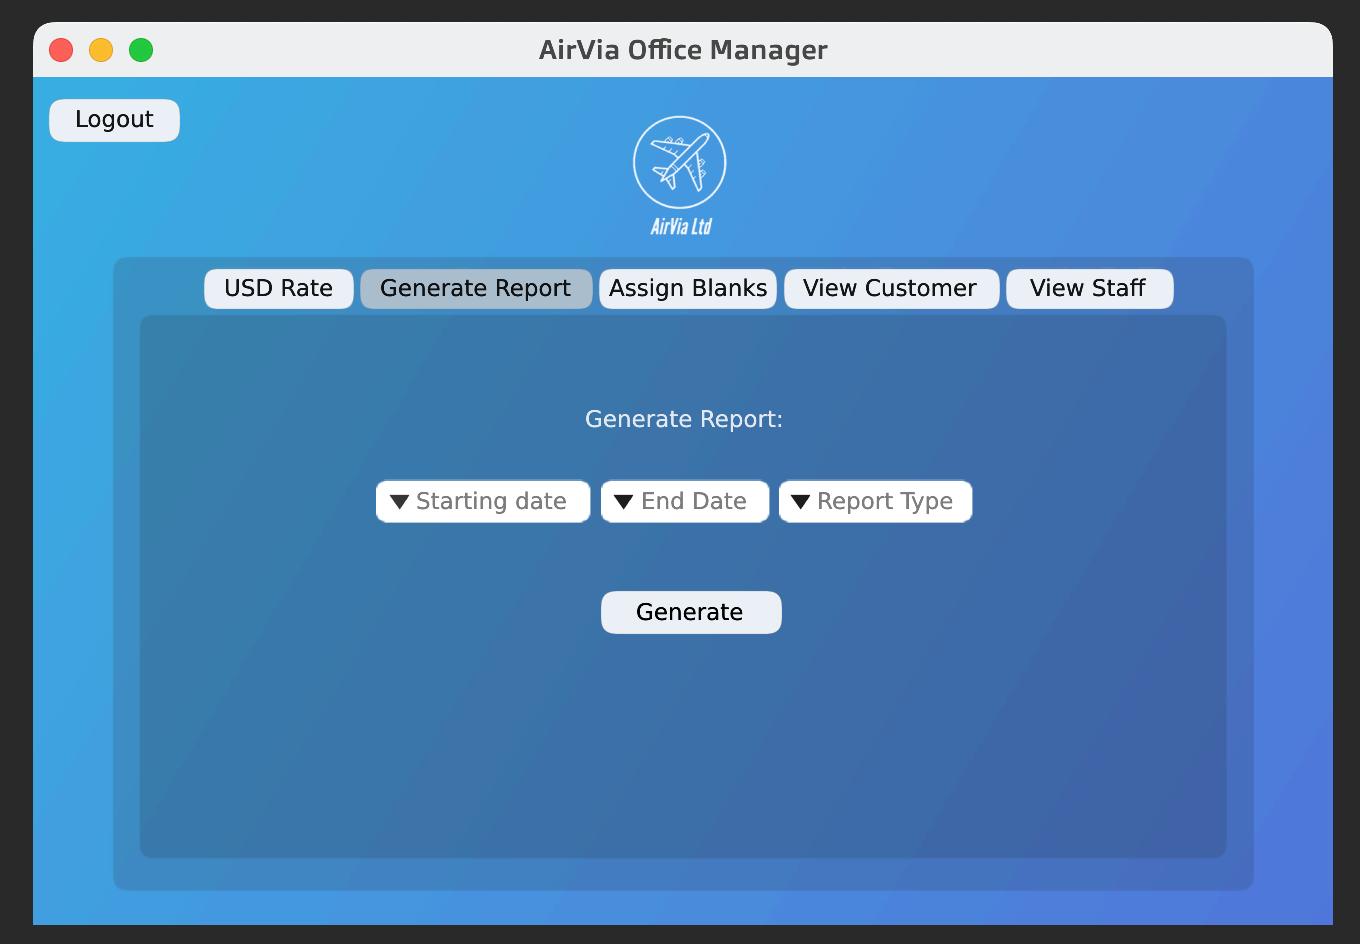 AirVia Office Manager
Logout
AirVia Ltd
USD Rate Generate Report Assign Blanks View Customer View Staff
Generate Report:
Starting date End Date Report Type
Generate